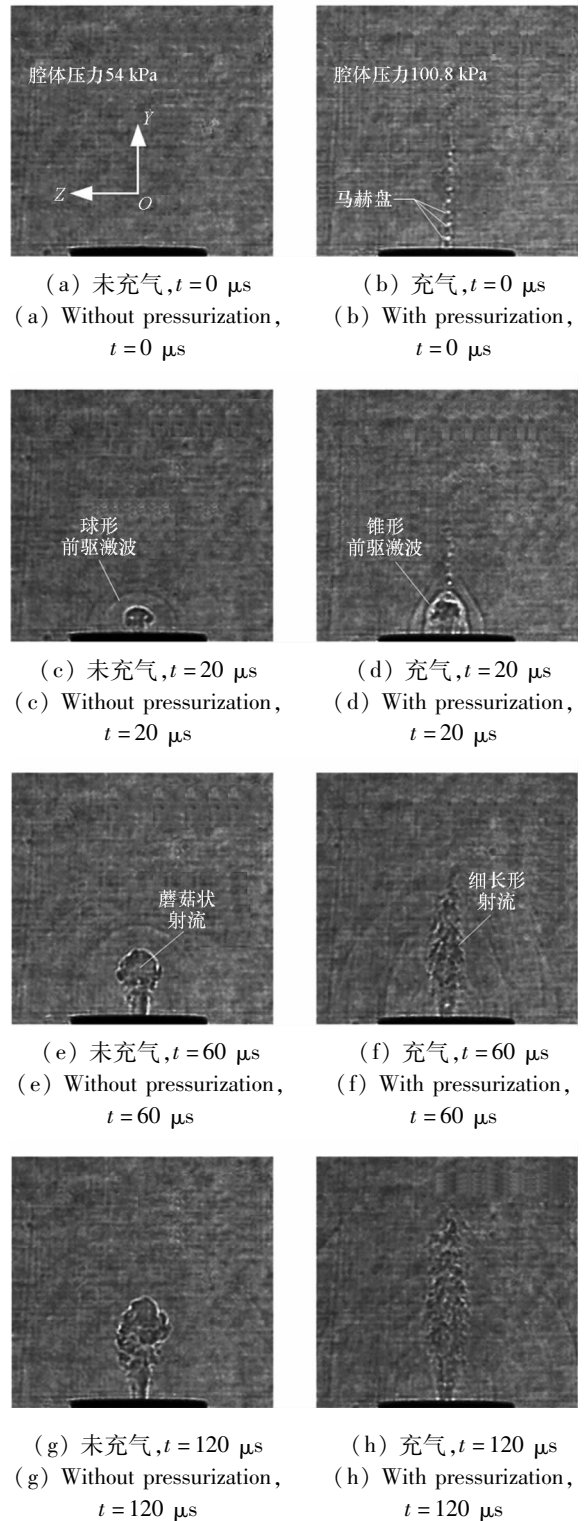 腔体压力54 kPa
Y
Z
O
腔体压力100.8 kPa
马赫盘
(a) 未充气,t=0 μs
(a) Without pressurization,
t=0 μs
(b) 充气,t=0 μs
(b) With pressurization,
t=0 μs
球形
前驱激波
锥形
前驱激波
(c) 未充气,t=20 μs
(c) Without pressurization,
t=20 μs
(d) 充气,t=20 μs
(d) With pressurization,
t=20 μs
蘑菇状
射流
细长形
射流
(e) 未充气,t=60 μs
(e) Without pressurization,
t=60 μs
(f) 充气,t=60 μs
(f) With pressurization,
t=60 μs
(g) 未充气,t=120 μs
(g) Without pressurization,
t=120 μs
(h) 充气,t=120 μs
(h) With pressurization,
t=120 μs